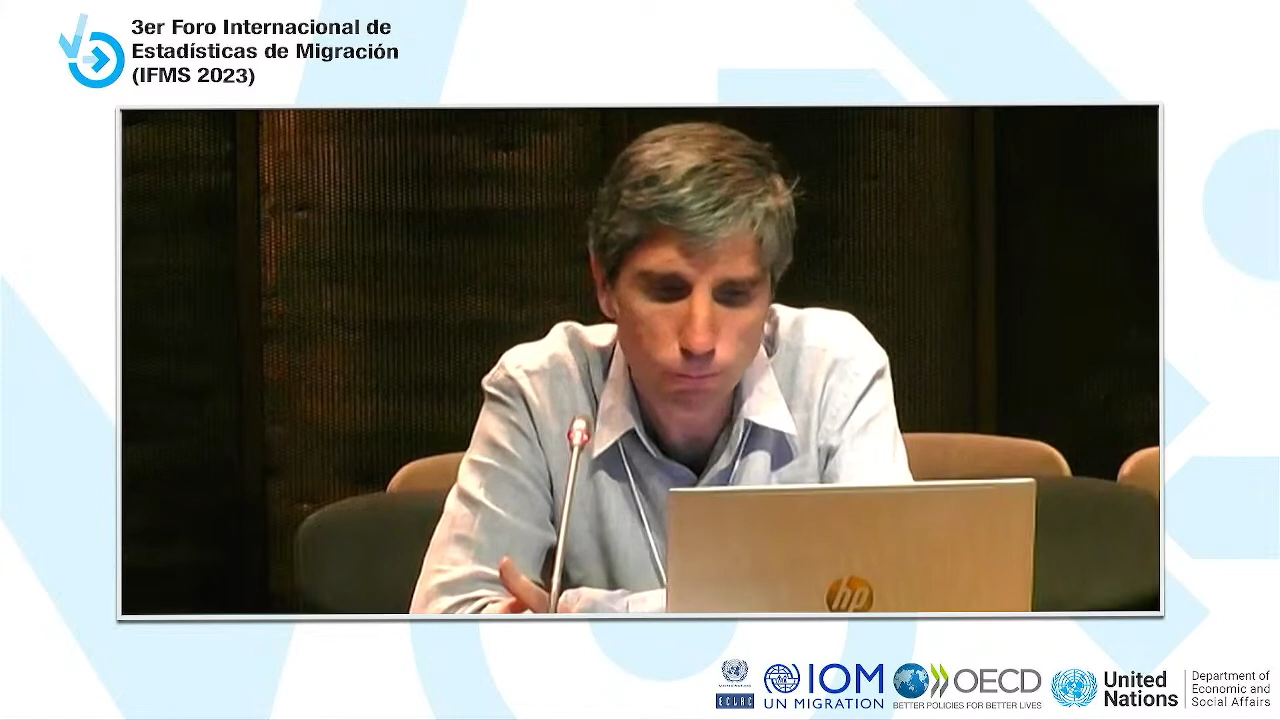 3er Foro Internacional de
Estadísticas de Migración
(IFMS 2023)
hp
ECLAC
IOM
UN MIGRATION
OECD
BETTER POLICIES FOR BETTER LIVES
United
Nations
Department of
Economic and
Social Affairs